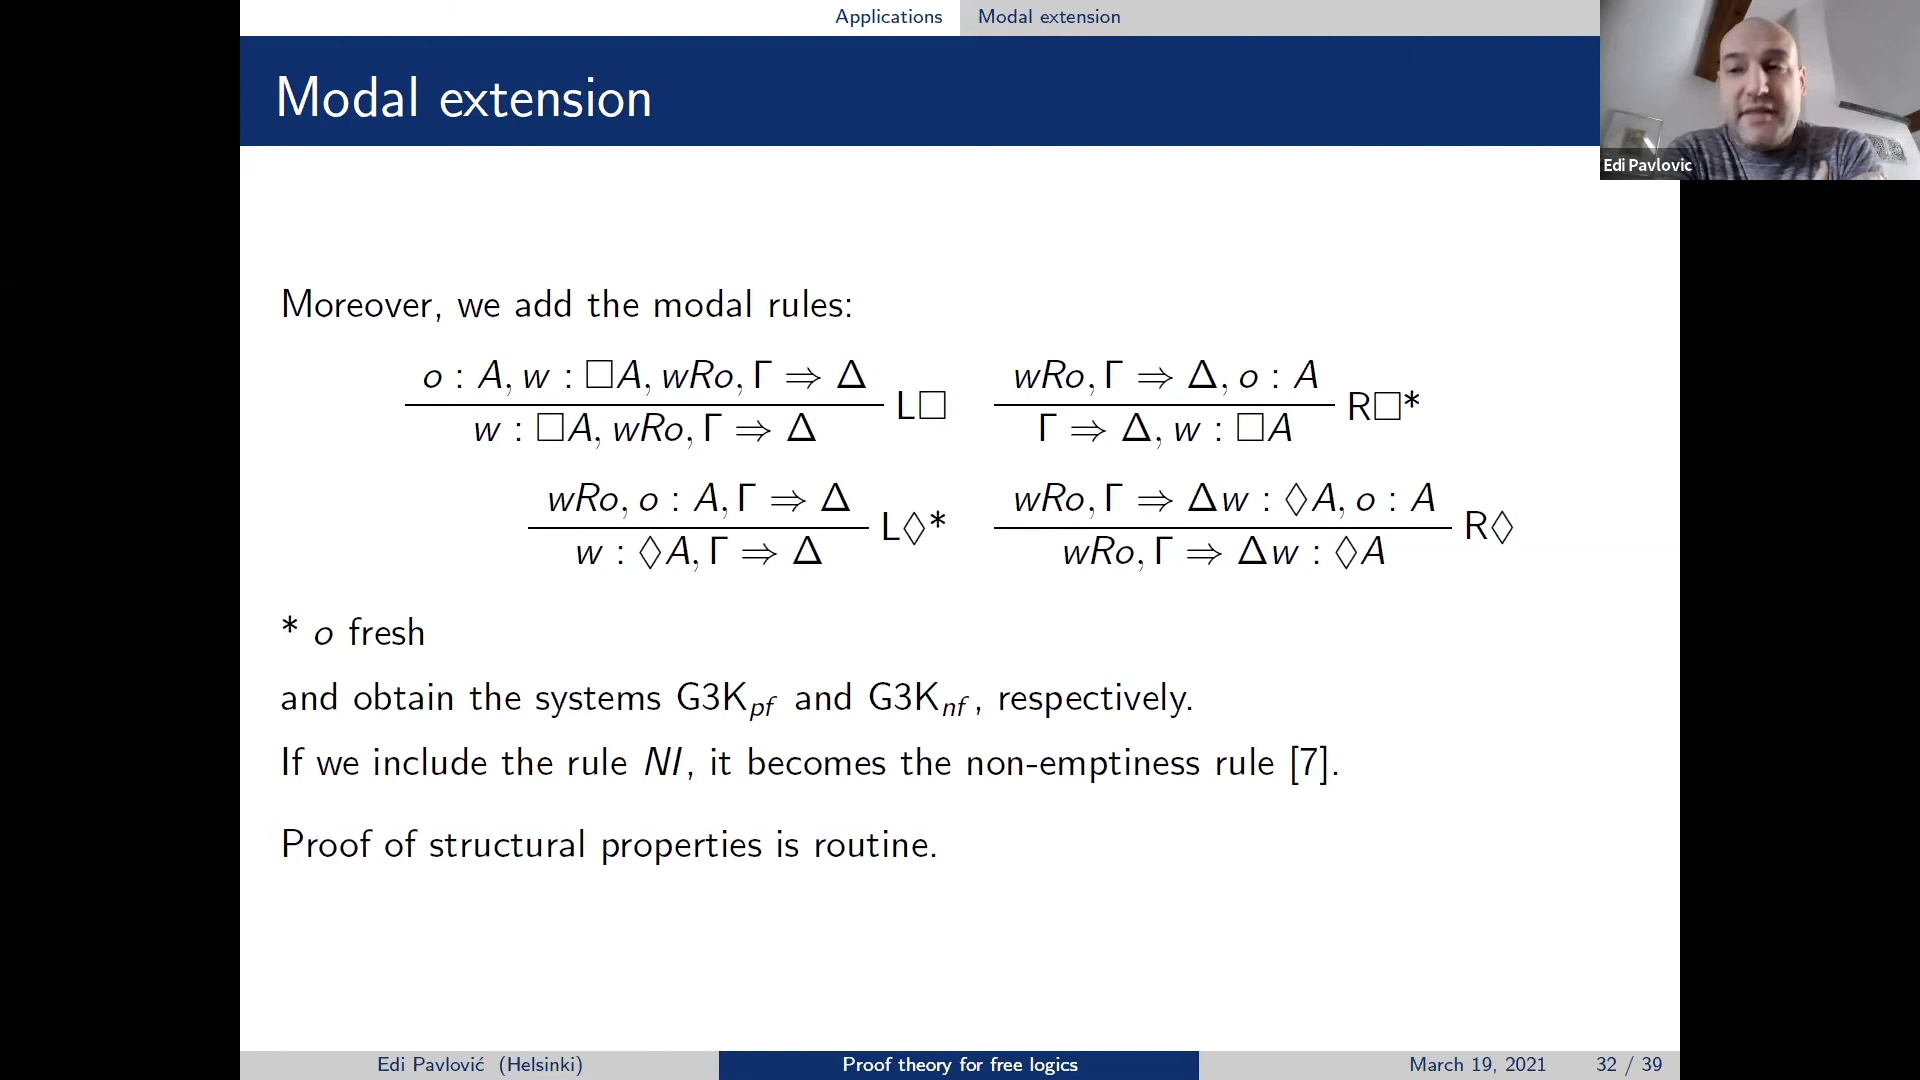 Applications Modal extension
Modal extension
Edi Pavlovic
Moreover, we add the modal rules:
o : A, w : □A, wRo, Γ ⇒ Δ
w : □A, wRo, Γ ⇒ Δ
L□
wRo, Γ ⇒ Δ, o : A
Γ ⇒ Δ, w : □A
R□*
wRo, o : A, Γ ⇒ Δ
w : ◊A, Γ ⇒ Δ
L◊*
wRo, Γ ⇒ Δw : ◊A, o : A
wRo, Γ ⇒ Δw : ◊A
R◊
* o fresh
and obtain the systems G3K_pf and G3K_nf, respectively.
If we include the rule NI, it becomes the non-emptiness rule [7].
Proof of structural properties is routine.
Edi Pavlović (Helsinki) Proof theory for free logics March 19, 2021 32 / 39